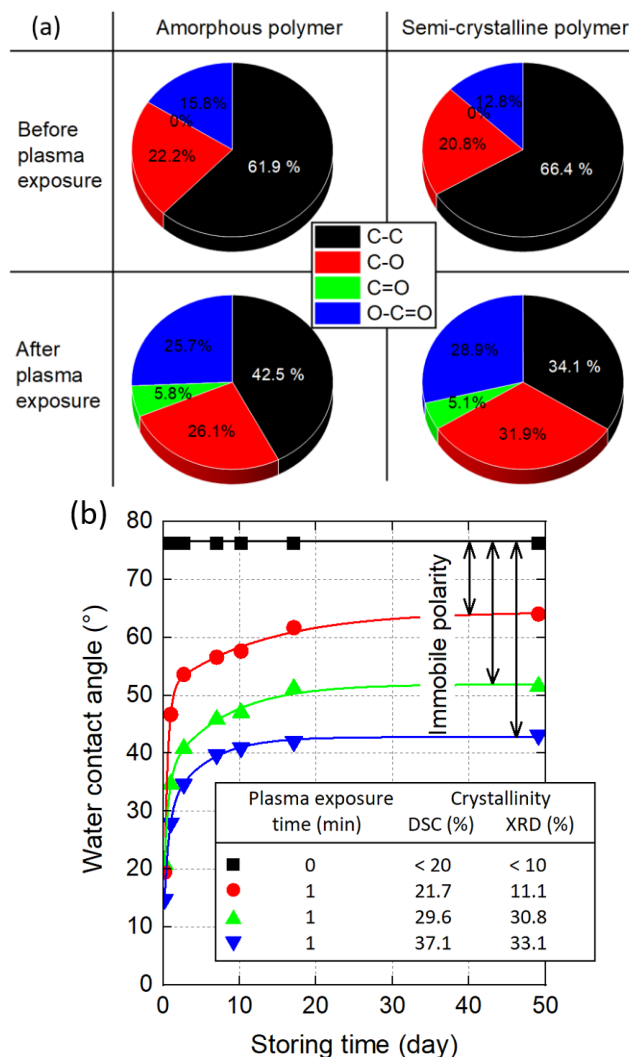 (a)
Amorphous polymer
Semi-crystalline polymer
Before
plasma
exposure
15.8%
0%
22.2%
61.9 %
12.8%
0%
20.8%
66.4 %
C-C
C-O
C=O
O-C=O
After
plasma
exposure
25.7%
5.8%
26.1%
42.5 %
28.9%
5.1%
31.9%
34.1 %
(b)
Water contact angle (°)
80
70
60
50
40
30
20
10
0
Immobile polarity
Plasma exposure Crystallinity
time (min) DSC (%) XRD (%)
0 < 20 < 10
1 21.7 11.1
1 29.6 30.8
1 37.1 33.1
0 10 20 30 40 50
Storing time (day)